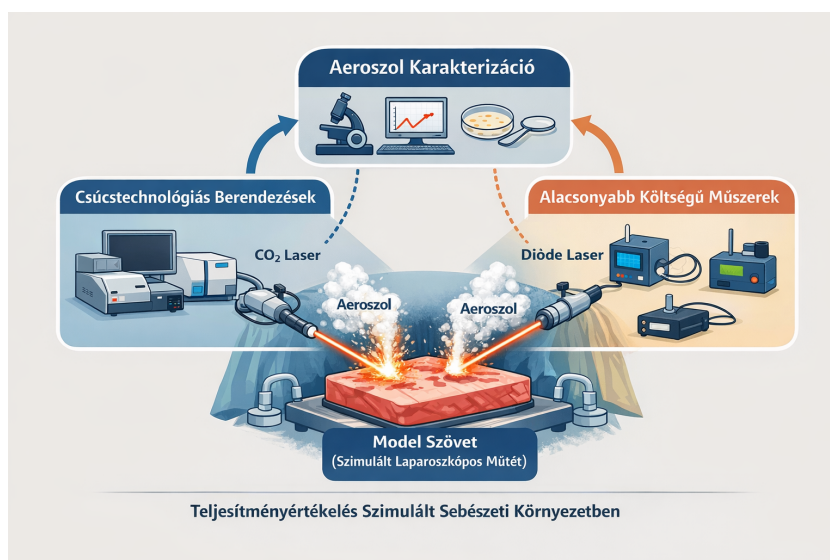 Aeroszol Karakterizáció
Csúcstechnológiás Berendezések
Alacsonyabb Költségű Műszerek
CO₂ Laser
Diòde Laser
Aeroszol
Aeroszol
Model Szövet
(Szimulált Laparoszkópos Műtét)
Teljesítményértékelés Szimulált Sebészeti Környezetben